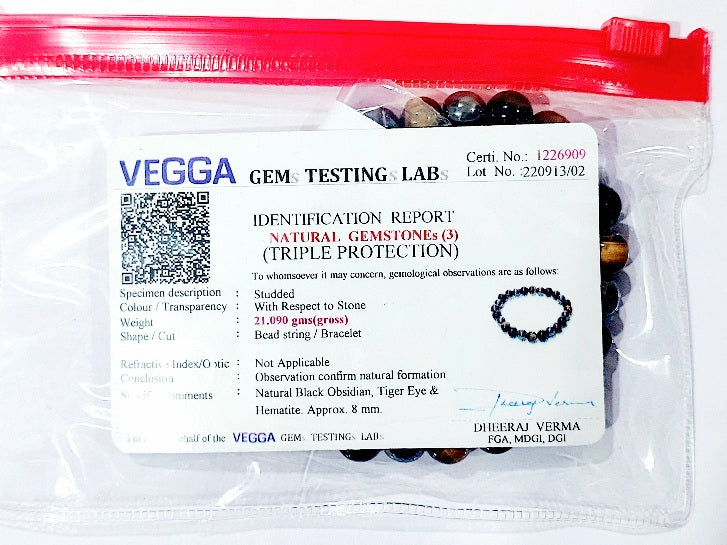 VEGGA GEMs TESTINGs LABs
Certi. No.: 1226909
Lot No. :220913/02
IDENTIFICATION REPORT
NATURAL GEMSTONEs (3)
(TRIPLE PROTECTION)
To whomsoever it may concern, gemological observations are as follows:
Specimen description : Studded
Colour / Transparency : With Respect to Stone
Weight : 21.090 gms(gross)
Shape / Cut : Bead string / Bracelet
Refractive Index/Optic : Not Applicable
Conclusion : Observation confirm natural formation
: Natural Black Obsidian, Tiger Eye &
Hematite. Approx. 8 mm.
Dheeraj Verma
DHEERAJ VERMA
FGA, MDGI, DGI
behalf of the VEGGA GEMs TESTINGs LABs